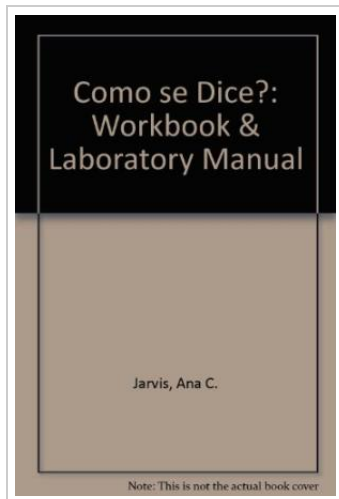 Como se Dice?:
Workbook &
Laboratory Manual
Jarvis, Ana C.
Note: This is not the actual book cover